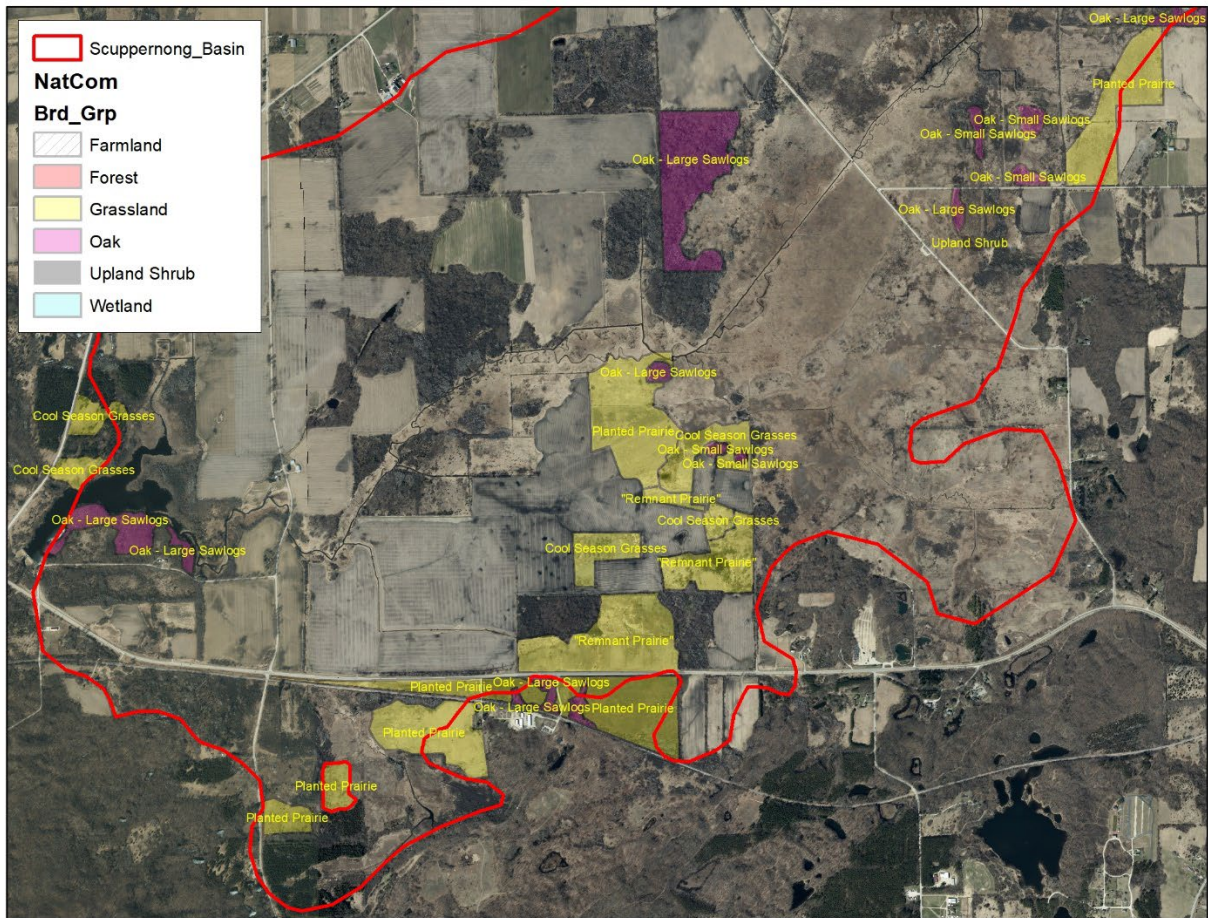 Scuppernong_Basin
NatCom
Brd_Grp
Farmland
Forest
Grassland
Oak
Upland Shrub
Wetland
Oak - Large Sawlogs
Planted Prairie
Oak - Small Sawlogs
Oak - Small Sawlogs
Oak - Large Sawlogs
Oak - Small Sawlogs
Oak - Large Sawlogs
Upland Shrub
Oak - Large Sawlogs
Cool Season Grasses
Planted Prairie
Cool Season Grasses
Oak - Small Sawlogs
Oak - Small Sawlogs
Cool Season Grasses
"Remnant Prairie"
Oak - Large Sawlogs
Cool Season Grasses
Oak - Large Sawlogs
Cool Season Grasses
"Remnant Prairie"
"Remnant Prairie"
Oak - Large Sawlogs
Planted Prairie
Oak - Large Sawlogs
Planted Prairie
Planted Prairie
Planted Prairie
Planted Prairie